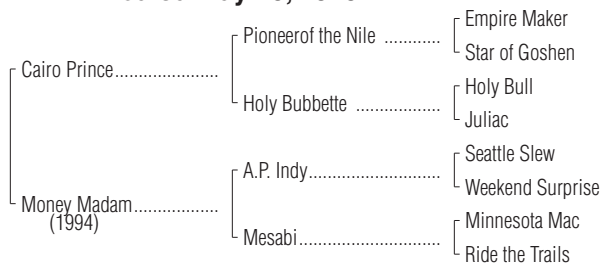 Pioneerof the Nile ............
Empire Maker
Star of Goshen
Cairo Prince......................
Holy Bubbette ..................
Holy Bull
Juliac
A.P. Indy............................
Seattle Slew
Weekend Surprise
Money Madam..................
(1994)
Mesabi..............................
Minnesota Mac
Ride the Trails